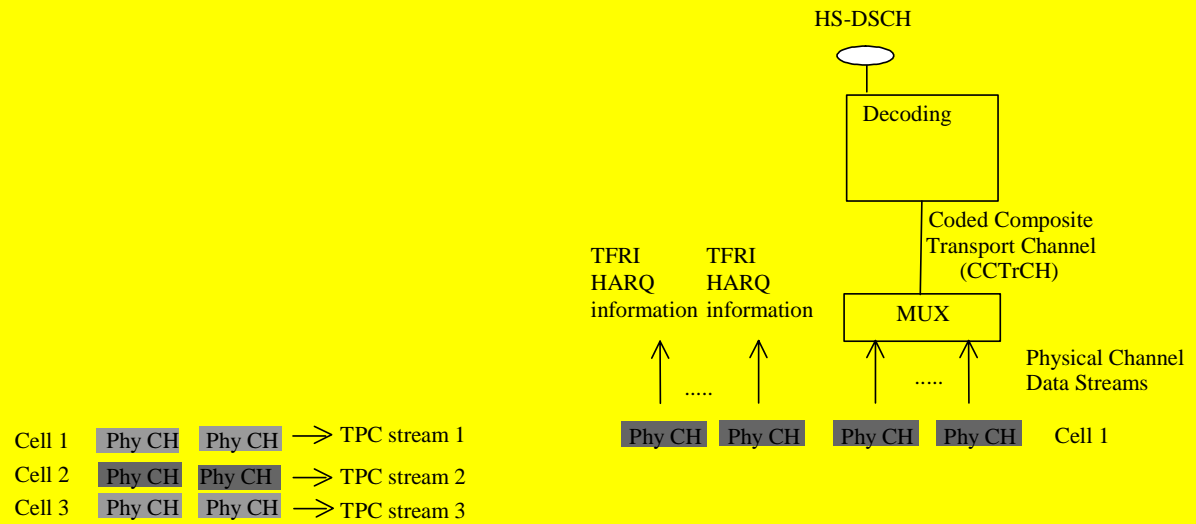 HS-DSCH
Decoding
Coded Composite
Transport Channel
(CCTrCH)
TFRI
HARQ
information
TFRI
HARQ
information
MUX
Physical Channel
Data Streams
.....
.....
Phy CH
Phy CH
Phy CH
Phy CH
Cell 1
Cell 1
Phy CH
Phy CH
TPC stream 1
Cell 2
Phy CH
Phy CH
TPC stream 2
Cell 3
Phy CH
Phy CH
TPC stream 3